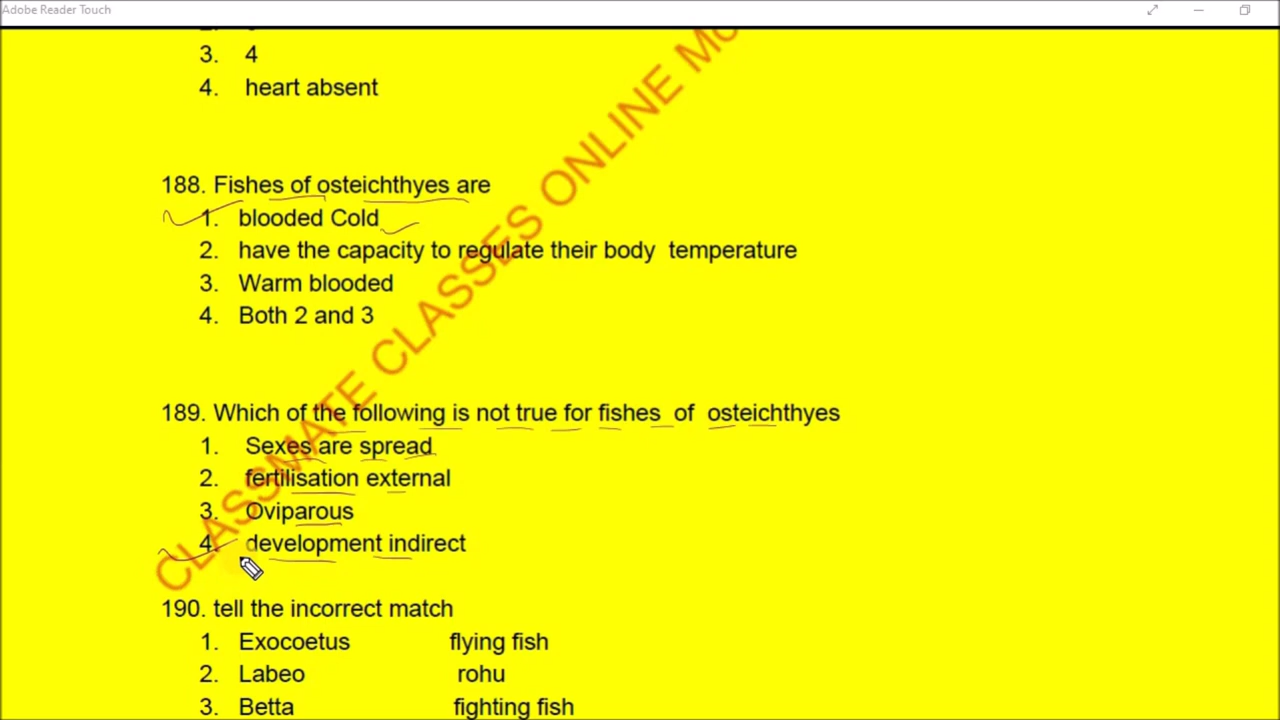 Adobe Reader Touch
3. 4
4. heart absent
188. Fishes of osteichthyes are
1. blooded Cold
2. have the capacity to regulate their body temperature
3. Warm blooded
4. Both 2 and 3
189. Which of the following is not true for fishes of osteichthyes
1. Sexes are spread
2. fertilisation external
3. Oviparous
4. development indirect
190. tell the incorrect match
1. Exocoetus flying fish
2. Labeo rohu
3. Betta fighting fish
CLASSMATE CLASSES ONLINE